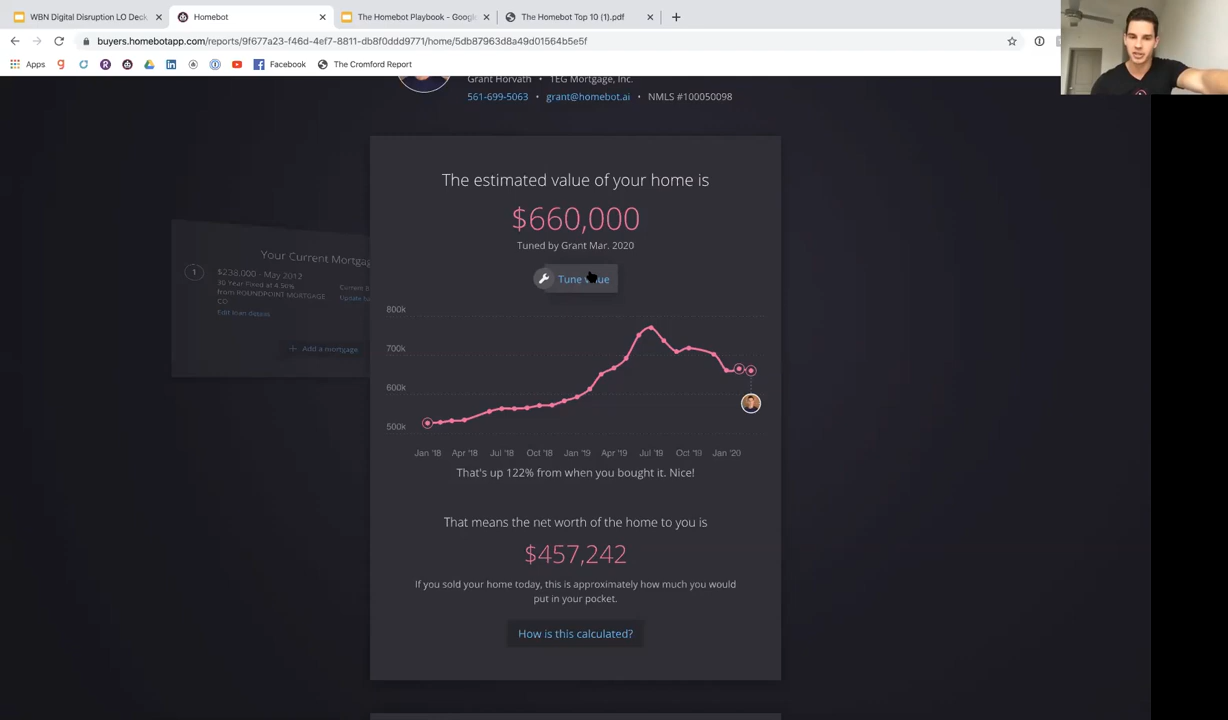 WBN Digital Disruption LO Deck
Homebot
The Homebot Playbook - Google
The Homebot Top 10 (1).pdf
buyers.homebotapp.com/reports/9f677a23-f46d-4ef7-8811-db8f0ddd9771/home/5db87963d8a49d01564b5e5f
Apps
Facebook
The Cromford Report
Grant Horvath • 1EG Mortgage, Inc.
561-699-5063 • grant@homebot.ai • NMLS #100050098
The estimated value of your home is
$660,000
Tuned by Grant Mar. 2020
Tune value
800k
700k
600k
500k
Jan '18 Apr '18 Jul '18 Oct '18 Jan '19 Apr '19 Jul '19 Oct '19 Jan '20
That's up 122% from when you bought it. Nice!
That means the net worth of the home to you is
$457,242
If you sold your home today, this is approximately how much you would
put in your pocket.
How is this calculated?
Your Current Mortga
1
$238,000 - May 2012
30 Year Fixed at 4.56%
from ROUNDPOINT MORTGAGE
CO
Edit loan details
Current B
+ Add a mortgage